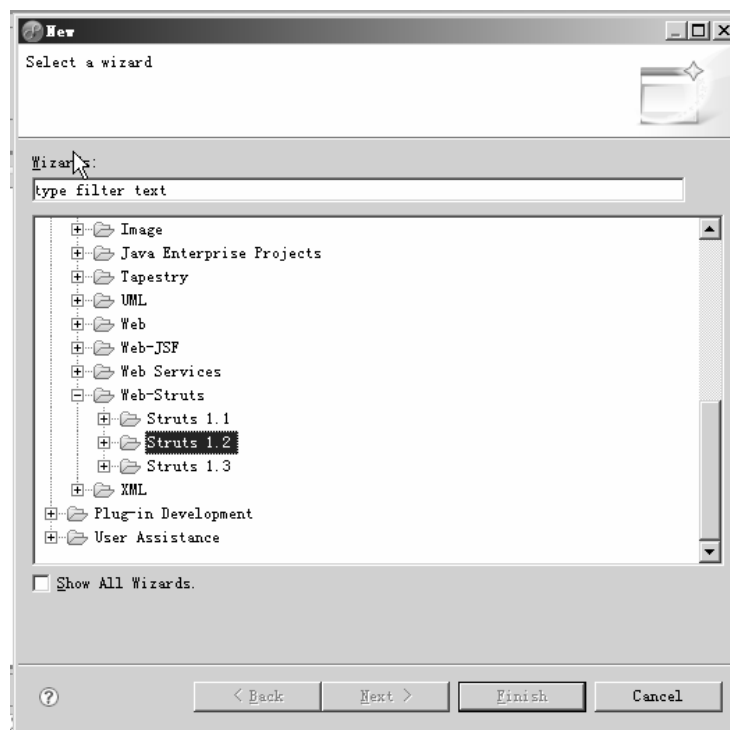 New
Select a wizard
Wizards:
type filter text
Image
Java Enterprise Projects
Tapestry
UML
Web
Web-JSF
Web Services
Web-Struts
Struts 1.1
Struts 1.2
Struts 1.3
XML
Plug-in Development
User Assistance
Show All Wizards.
? < Back Next > Finish Cancel